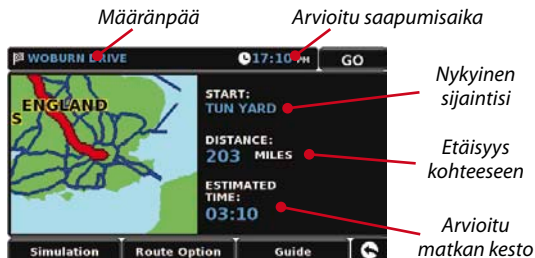 Määränpää
Arvioitu saapumisaika
WOBURN DRIVE
17:10 PM
GO
ENGLAND
S
START:
TUN YARD
Nykyinen
sijaintisi
DISTANCE:
203 MILES
Etäisyys
kohteeseen
ESTIMATED
TIME:
03:10
Arvioitu
matkan kesto
Simulation
Route Option
Guide